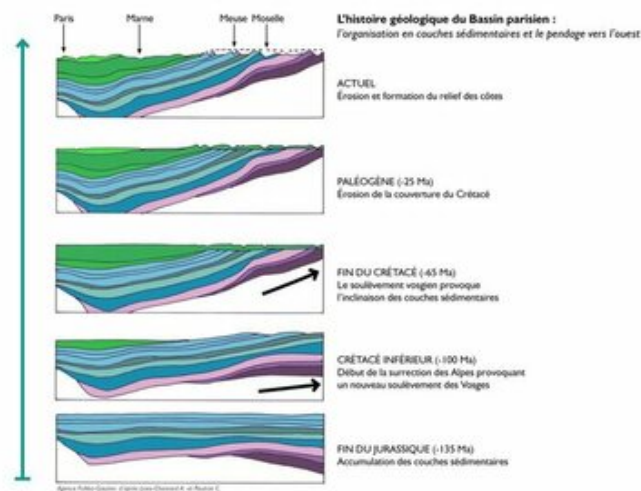 Paris Marne Meuse Moselle
L'histoire géologique du Bassin parisien :
l'organisation en couches sédimentaires et le pendage vers l'ouest
ACTUEL
Érosion et formation du relief des côtes
PALÉOGÈNE (-25 Ma)
Érosion de la couverture du Crétacé
FIN DU CRÉTACÉ (-65 Ma)
Le soulèvement vosgien provoque
l'inclinaison des couches sédimentaires
CRÉTACÉ INFÉRIEUR (-100 Ma)
Début de la surrection des Alpes provoquant
un nouveau soulèvement des Vosges
FIN DU JURASSIQUE (-135 Ma)
Accumulation des couches sédimentaires